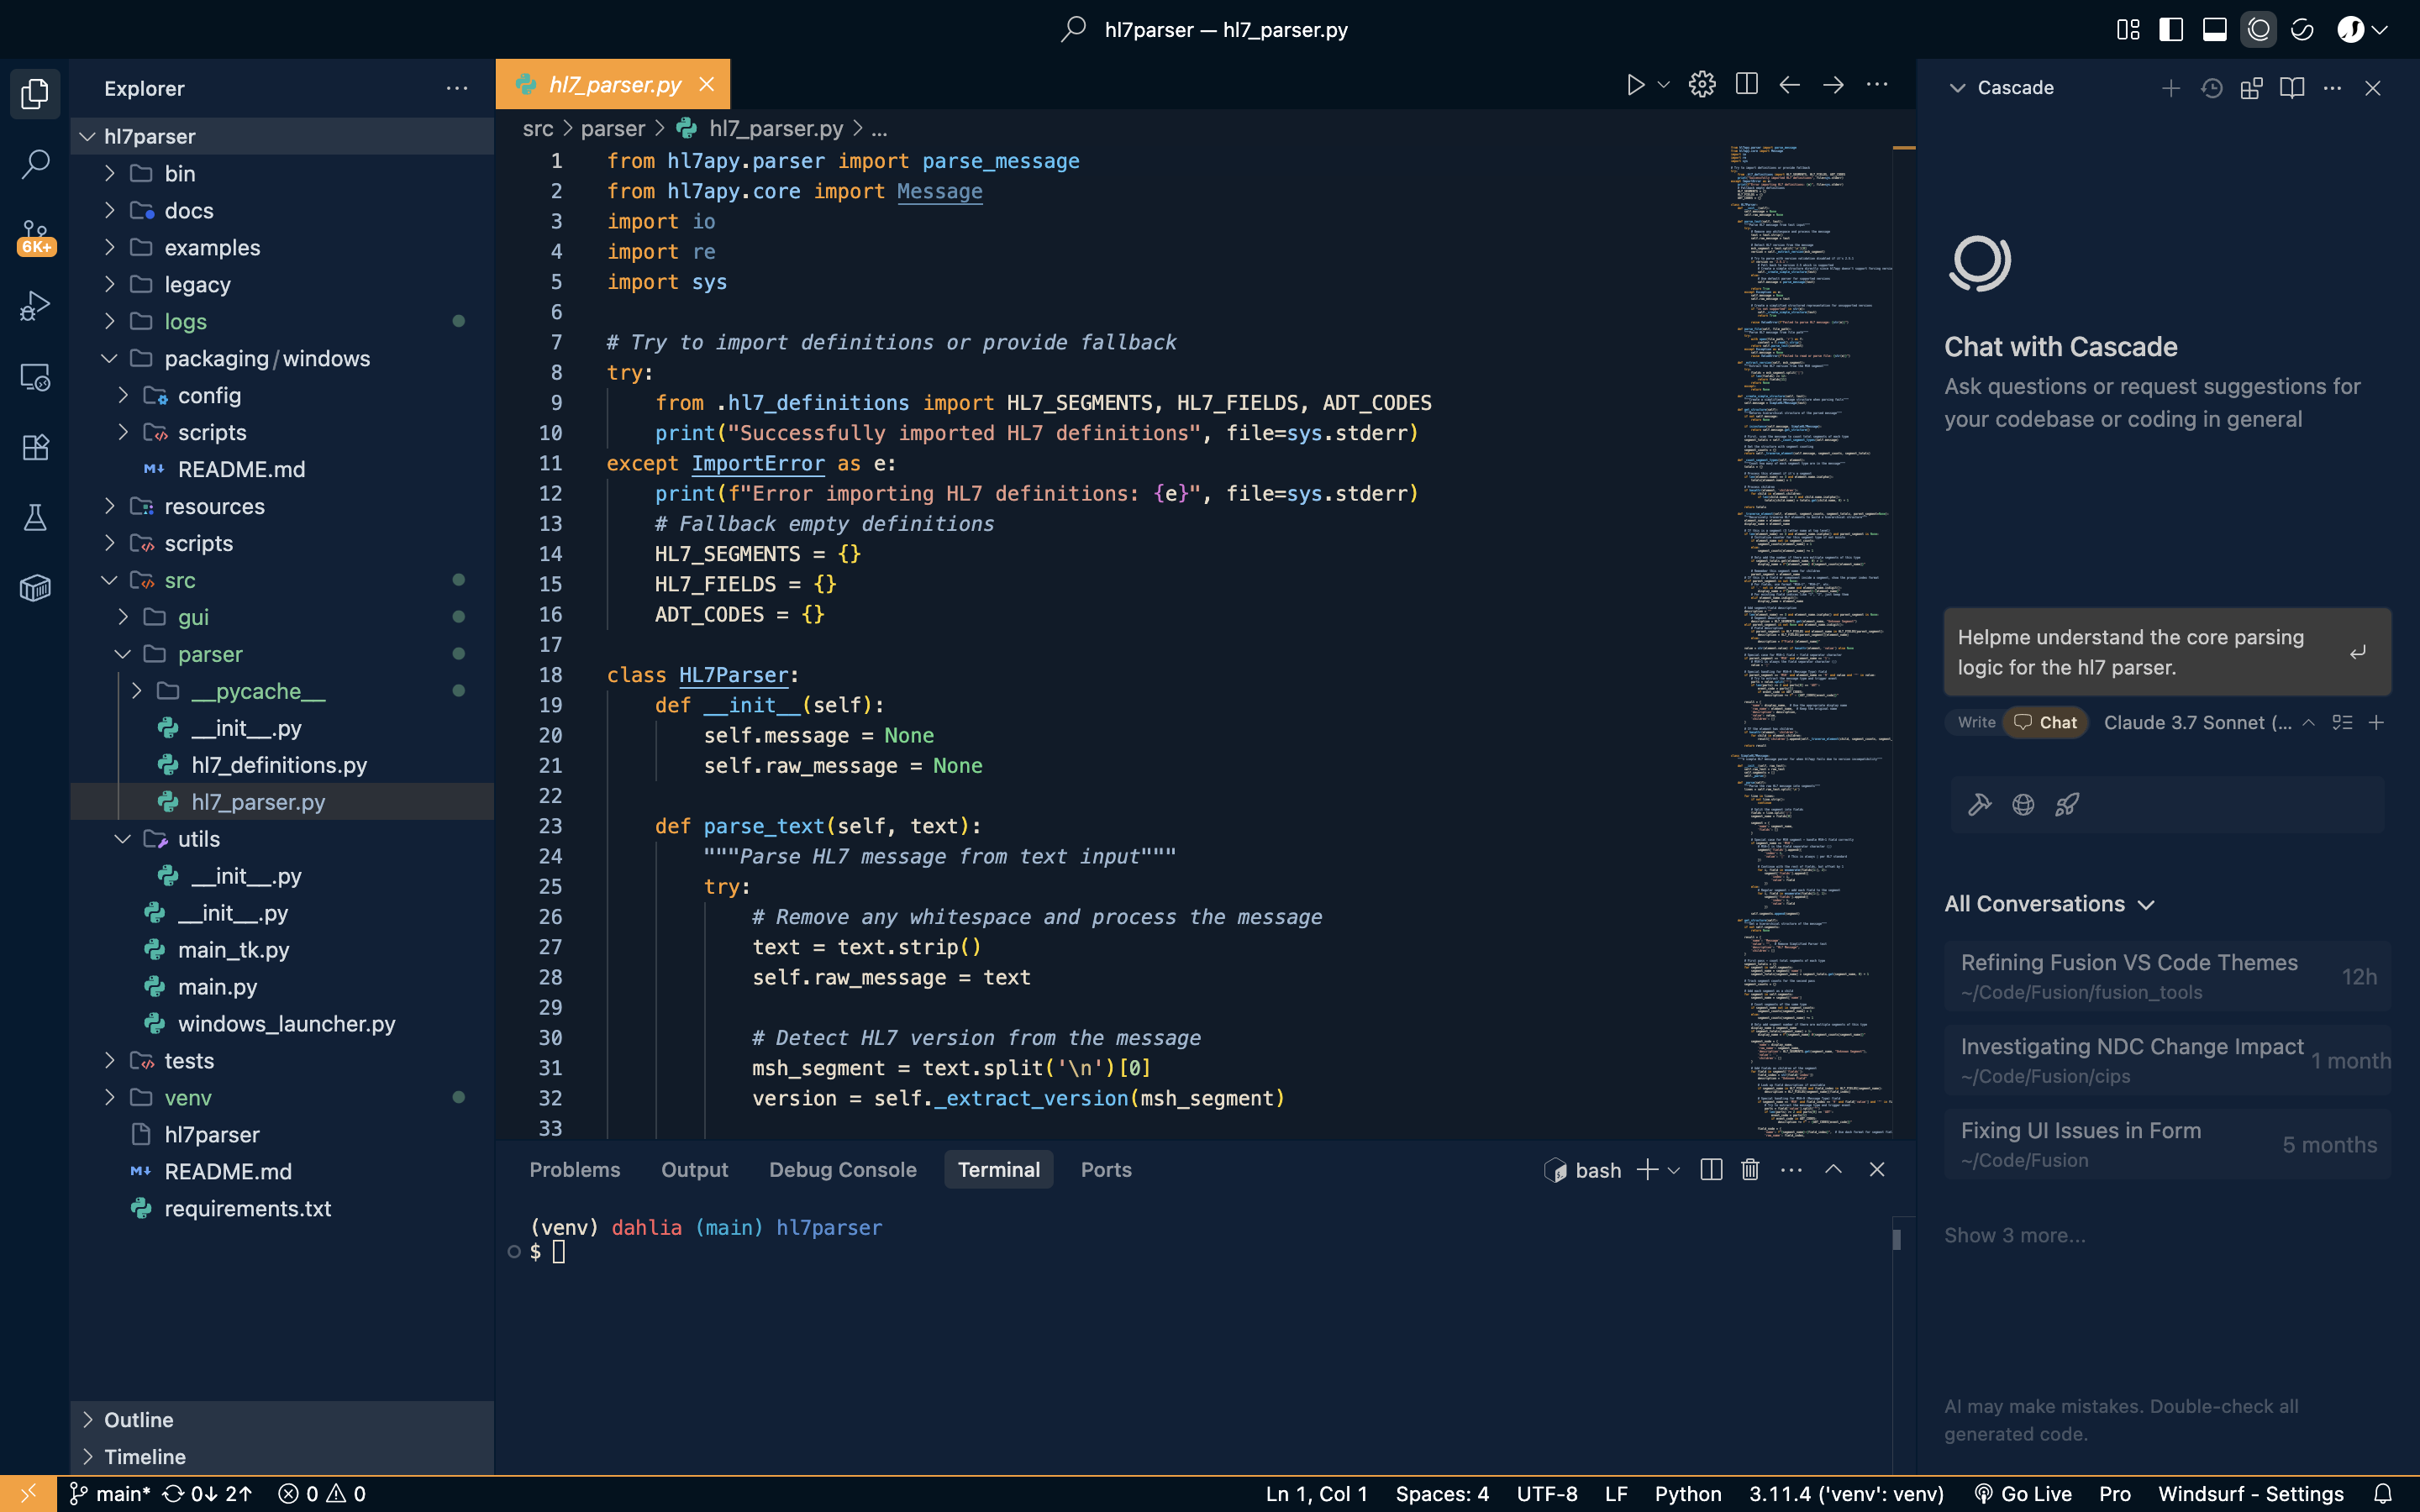 hl7parser — hl7_parser.py
Explorer
hl7parser
bin
docs
examples
legacy
logs
packaging/windows
config
scripts
README.md
resources
scripts
src
gui
parser
__pycache__
__init__.py
hl7_definitions.py
hl7_parser.py
utils
__init__.py
__init__.py
main_tk.py
main.py
windows_launcher.py
tests
venv
hl7parser
README.md
requirements.txt
Outline
Timeline
6K+
hl7_parser.py
src > parser > hl7_parser.py > ...
1 from hl7apy.parser import parse_message
2 from hl7apy.core import Message
3 import io
4 import re
5 import sys
6
7 # Try to import definitions or provide fallback
8 try:
9 from .hl7_definitions import HL7_SEGMENTS, HL7_FIELDS, ADT_CODES
10 print("Successfully imported HL7 definitions", file=sys.stderr)
11 except ImportError as e:
12 print(f"Error importing HL7 definitions: {e}", file=sys.stderr)
13 # Fallback empty definitions
14 HL7_SEGMENTS = {}
15 HL7_FIELDS = {}
16 ADT_CODES = {}
17
18 class HL7Parser:
19 def __init__(self):
20 self.message = None
21 self.raw_message = None
22
23 def parse_text(self, text):
24 """Parse HL7 message from text input"""
25 try:
26 # Remove any whitespace and process the message
27 text = text.strip()
28 self.raw_message = text
29
30 # Detect HL7 version from the message
31 msh_segment = text.split('\n')[0]
32 version = self._extract_version(msh_segment)
33
Problems Output Debug Console Terminal Ports
bash
(venv) dahlia (main) hl7parser
$
Cascade
Chat with Cascade
Ask questions or request suggestions for
your codebase or coding in general
Helpme understand the core parsing
logic for the hl7 parser.
Write Chat Claude 3.7 Sonnet (...
All Conversations
Refining Fusion VS Code Themes
12h
~/Code/Fusion/fusion_tools
Investigating NDC Change Impact
1 month
~/Code/Fusion/cips
Fixing UI Issues in Form
5 months
~/Code/Fusion
Show 3 more...
AI may make mistakes. Double-check all
generated code.
main* 0↓ 2↑ 0 0
Ln 1, Col 1 Spaces: 4 UTF-8 LF Python 3.11.4 ('venv': venv) Go Live Pro Windsurf - Settings